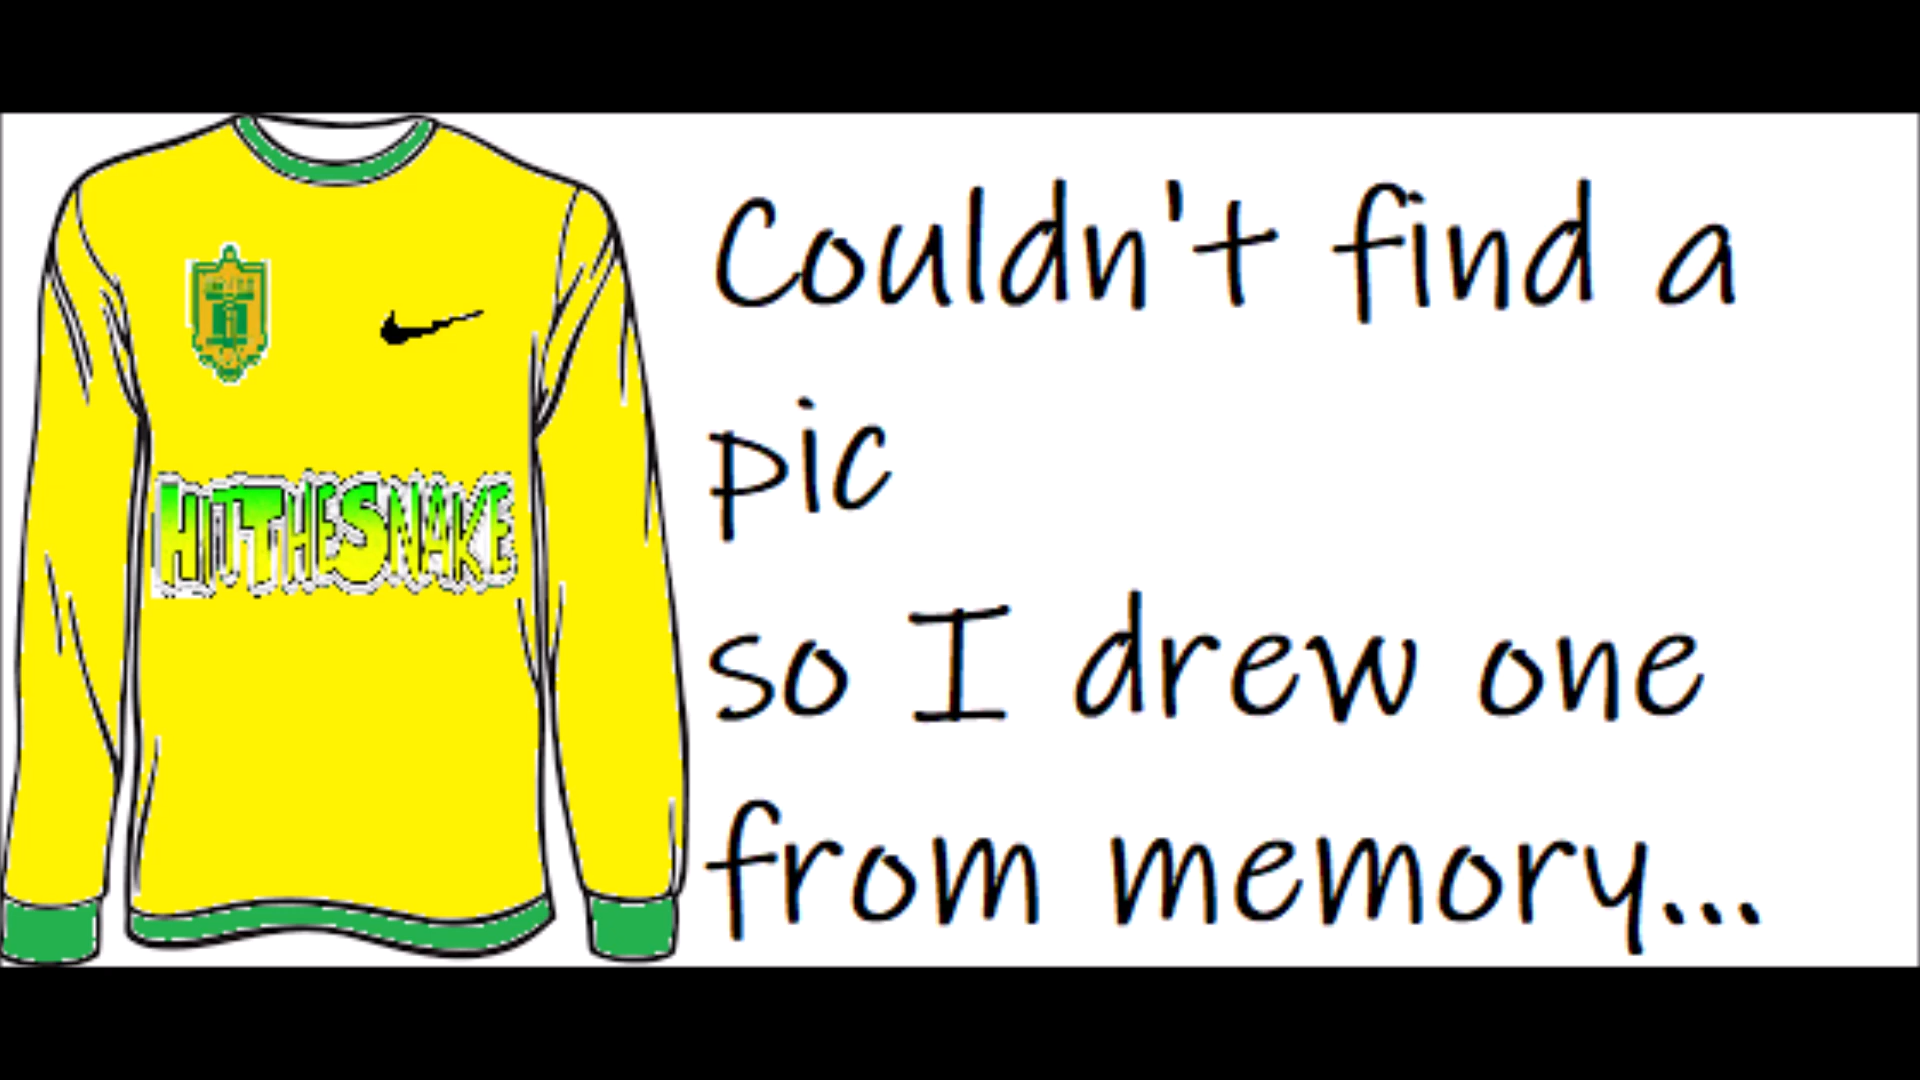 HITTHESNAKE
Couldn't find a
pic
so I drew one
from memory...